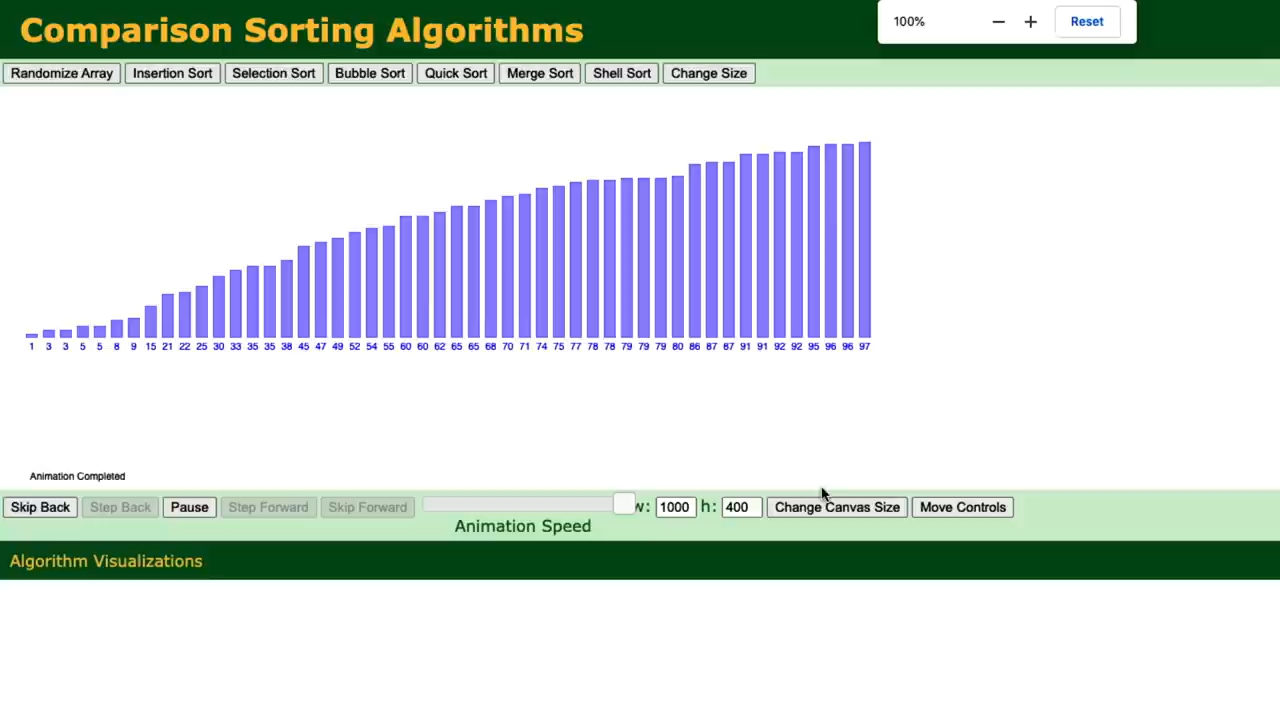 Comparison Sorting Algorithms
100% − + Reset
Randomize Array Insertion Sort Selection Sort Bubble Sort Quick Sort Merge Sort Shell Sort Change Size
1 3 3 5 5 8 9 15 21 22 25 30 33 35 35 38 45 47 49 52 54 55 60 60 62 65 65 68 70 71 74 75 77 78 78 79 79 79 80 86 87 87 91 91 92 92 95 96 96 97
Animation Completed
Skip Back Step Back Pause Step Forward Skip Forward w: 1000 h: 400 Change Canvas Size Move Controls
Animation Speed
Algorithm Visualizations